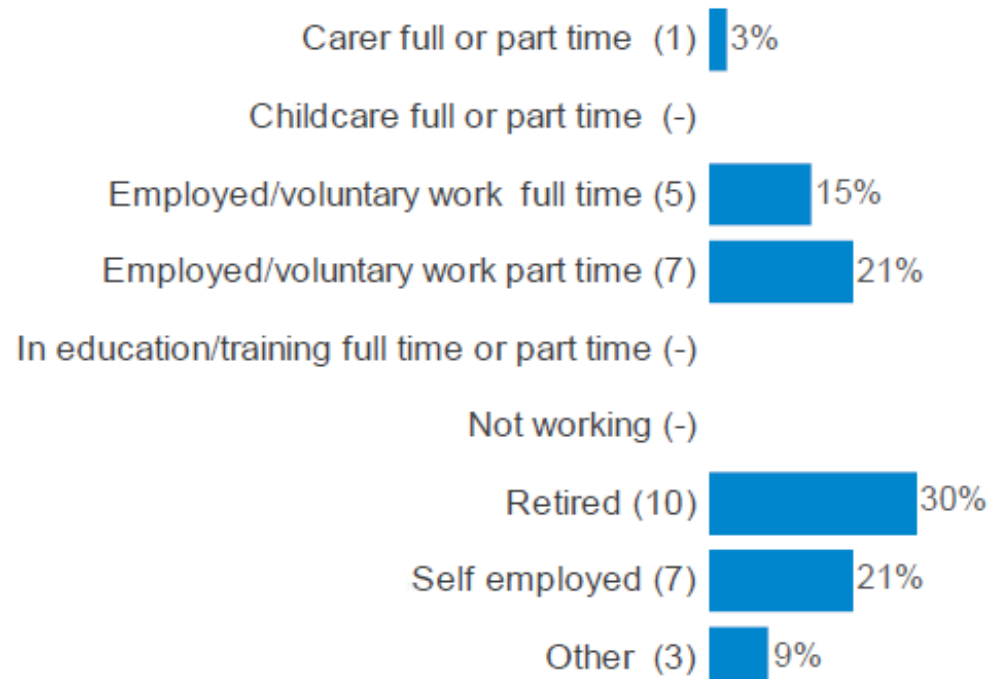 Carer full or part time (1) 3%
Childcare full or part time (-)
Employed/voluntary work full time (5) 15%
Employed/voluntary work part time (7) 21%
In education/training full time or part time (-)
Not working (-)
Retired (10) 30%
Self employed (7) 21%
Other (3) 9%